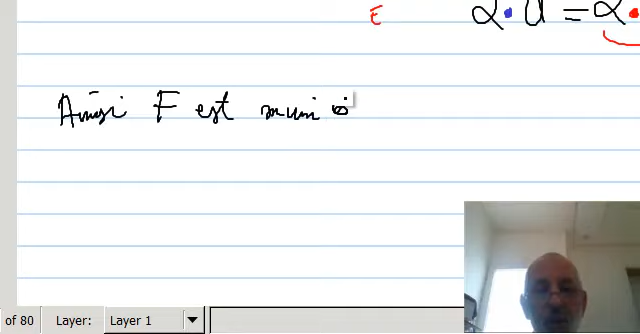 α·U = α·
E
Ainsi F est muni
of 80 Layer: Layer 1